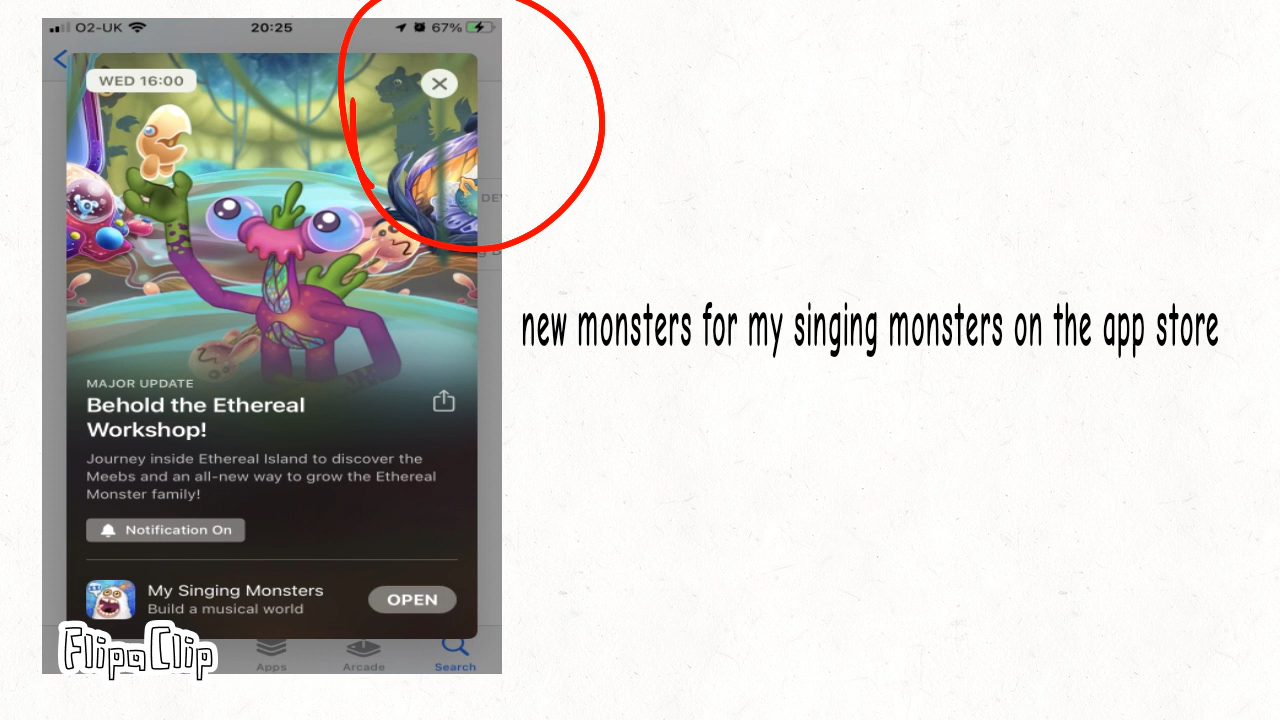 O2-UK 20:25 67%
WED 16:00
DEV
new monsters for my singing monsters on the app store
MAJOR UPDATE
Behold the Ethereal
Workshop!
Journey inside Ethereal Island to discover the
Meebs and an all-new way to grow the Ethereal
Monster family!
Notification On
My Singing Monsters
Build a musical world
OPEN
FlipaClip
Apps
Arcade
Search